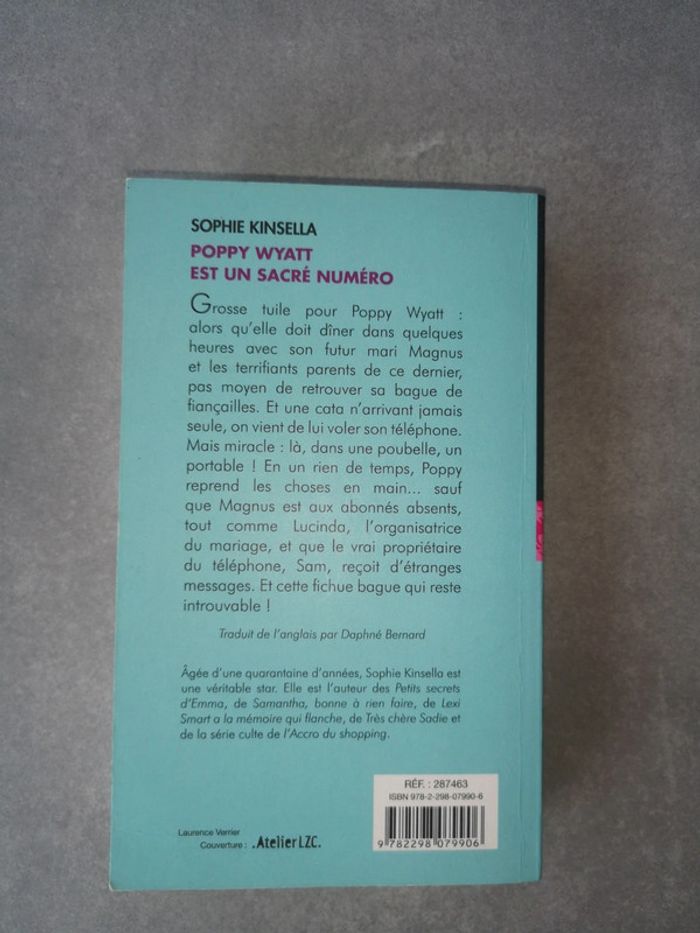 SOPHIE KINSELLA
POPPY WYATT
EST UN SACRÉ NUMÉRO
Grosse tuile pour Poppy Wyatt :
alors qu'elle doit dîner dans quelques
heures avec son futur mari Magnus
et les terrifiants parents de ce dernier,
pas moyen de retrouver sa bague de
fiançailles. Et une cata n'arrivant jamais
seule, on vient de lui voler son téléphone.
Mais miracle : là, dans une poubelle, un
portable ! En un rien de temps, Poppy
reprend les choses en main... sauf
que Magnus est aux abonnés absents,
tout comme Lucinda, l'organisatrice
du mariage, et que le vrai propriétaire
du téléphone, Sam, reçoit d'étranges
messages. Et cette fichue bague qui reste
introuvable !
Traduit de l'anglais par Daphné Bernard
Âgée d'une quarantaine d'années, Sophie Kinsella est
une véritable star. Elle est l'auteur des Petits secrets
d'Emma, de Samantha, bonne à rien faire, de Lexi
Smart a la mémoire qui flanche, de Très chère Sadie et
de la série culte de l'Accro du shopping.
RÉF. : 287463
ISBN 978-2-298-07990-6
9 782298 079906
Laurence Verrier
Couverture : .Atelier LZC.